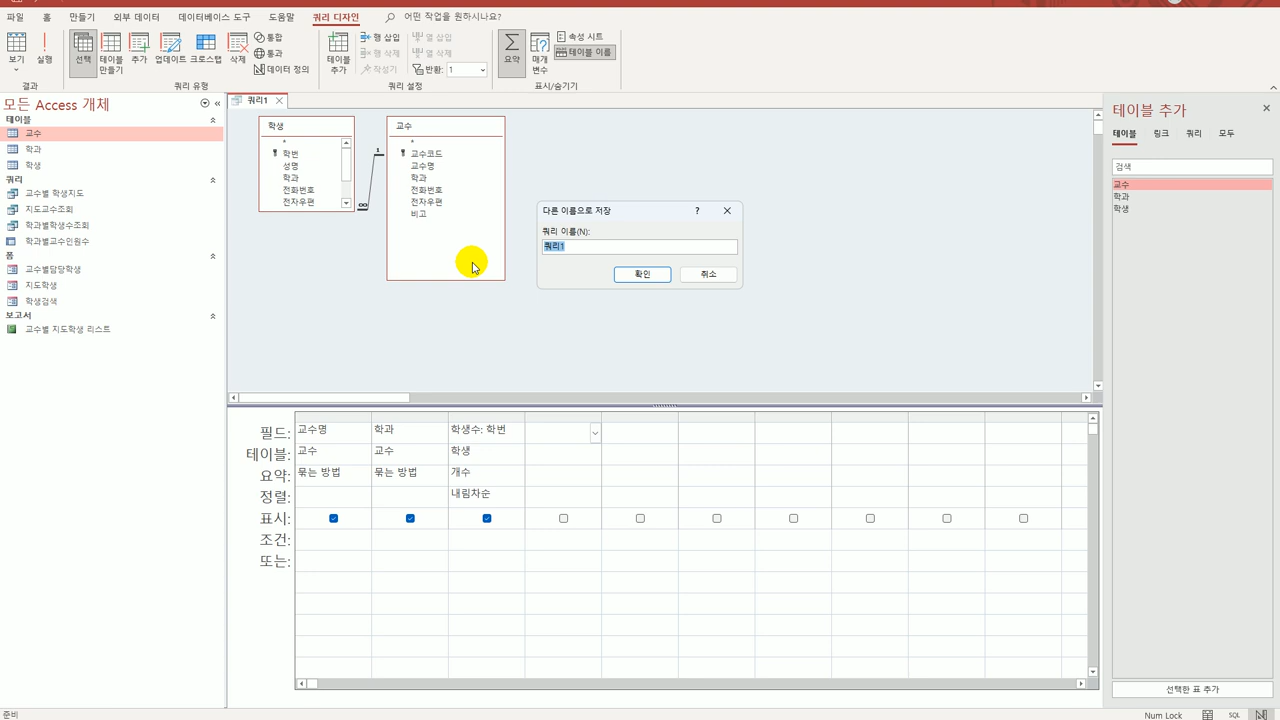 파일 홈 만들기 외부 데이터 데이터베이스 도구 도움말 쿼리 디자인 어떤 작업을 원하시나요?
보기 실행 선택 테이블 만들기 추가 업데이트 크로스탭 삭제
통합
통과
데이터 정의
테이블 추가
행 삽입
행 삭제
작성기
열 삽입
열 삭제
반환: 1
요약 매개 변수
속성 시트
테이블 이름
결과 쿼리 유형 쿼리 설정 표시/숨기기
모든 Access 개체
테이블
교수
학과
학생
쿼리
교수별 학생지도
지도교수조회
학과별학생수조회
학과별교수인원수
폼
교수별담당학생
지도학생
학생검색
보고서
교수별 지도학생 리스트
쿼리1
학생
*
학번
성명
학과
전화번호
전자우편
1
∞
교수
*
교수코드
교수명
학과
전화번호
전자우편
비고
다른 이름으로 저장 ?
쿼리 이름(N):
쿼리1
확인 취소
필드: 교수명 학과 학생수: 학번
테이블: 교수 교수 학생
요약: 묶는 방법 묶는 방법 개수
정렬: 내림차순
표시:
조건:
또는:
테이블 추가
테이블 링크 쿼리 모두
검색
교수
학과
학생
선택한 표 추가
준비 Num Lock SQL